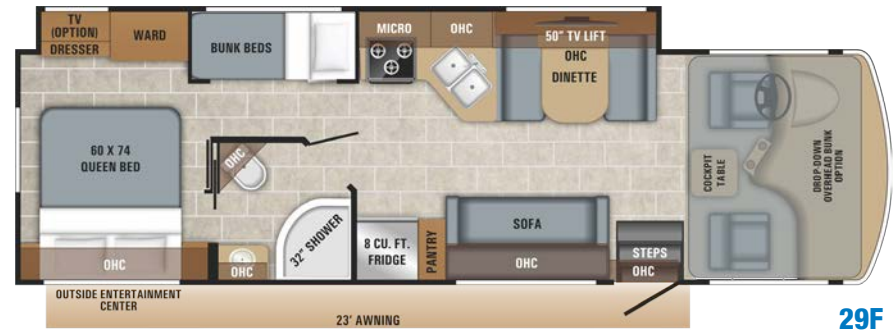 TV
(OPTION)
DRESSER
WARD
BUNK BEDS
MICRO
OHC
50" TV LIFT
OHC
DINETTE
60 X 74
QUEEN BED
OHC
COCKPIT
TABLE
DROP-DOWN
OVERHEAD BUNK
OPTION
OHC
OHC
32" SHOWER
8 CU. FT.
FRIDGE
PANTRY
SOFA
OHC
STEPS
OHC
OUTSIDE ENTERTAINMENT
CENTER
23' AWNING
29F